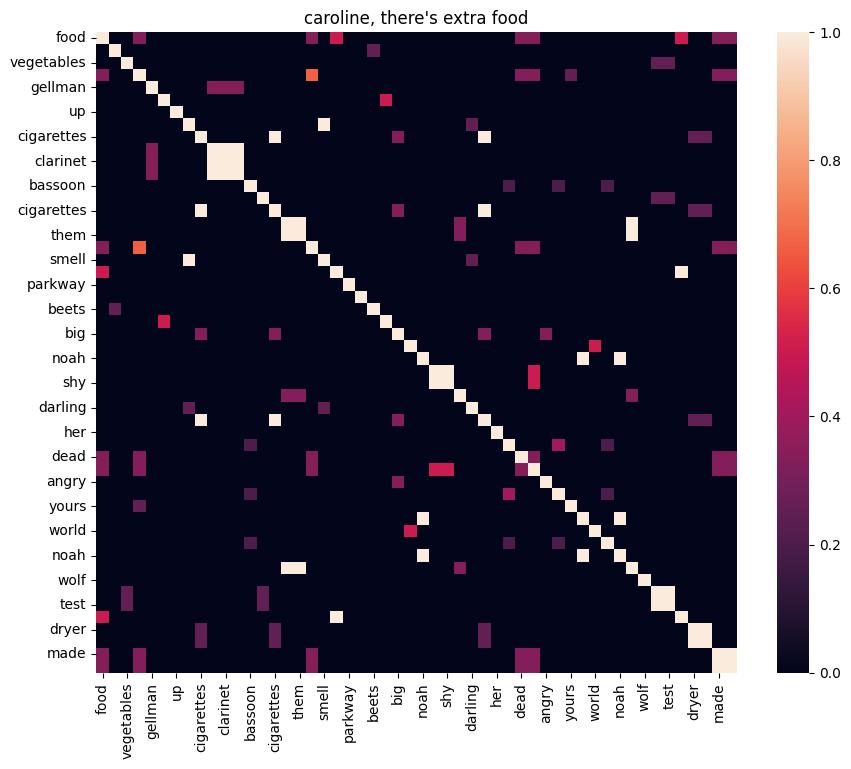 caroline, there's extra food
food
vegetables
gellman
up
cigarettes
clarinet
bassoon
cigarettes
them
smell
parkway
beets
big
noah
shy
darling
her
dead
angry
yours
world
noah
wolf
test
dryer
made
food
vegetables
gellman
up
cigarettes
clarinet
bassoon
cigarettes
them
smell
parkway
beets
big
noah
shy
darling
her
dead
angry
yours
world
noah
wolf
test
dryer
made
1.0
0.8
0.6
0.4
0.2
0.0